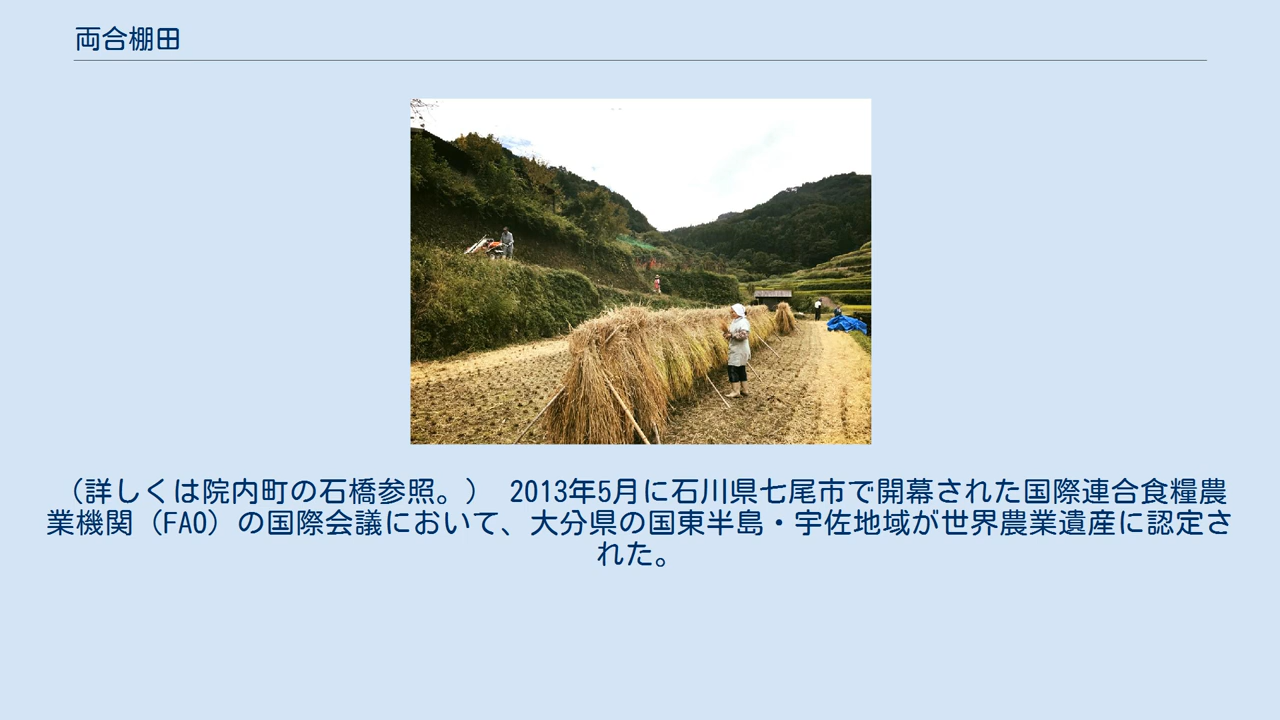 両合棚田
（詳しくは院内町の石橋参照。） 2013年5月に石川県七尾市で開幕された国際連合食糧農
業機関（FAO）の国際会議において、大分県の国東半島・宇佐地域が世界農業遺産に認定さ
れた。